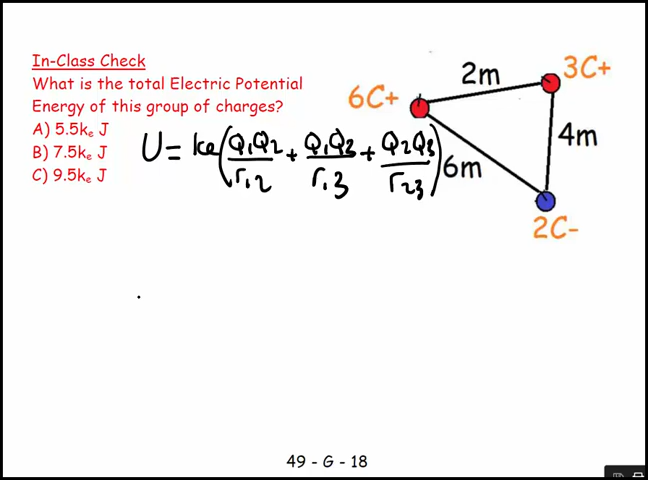 In-Class Check
What is the total Electric Potential
Energy of this group of charges?
A) 5.5kₑ J
B) 7.5kₑ J
C) 9.5kₑ J
U = ke(Q₁Q₂/r₁₂ + Q₁Q₃/r₁₃ + Q₂Q₃/r₂₃)
2m
3C+
6C+
4m
6m
2C-
49 - G - 18